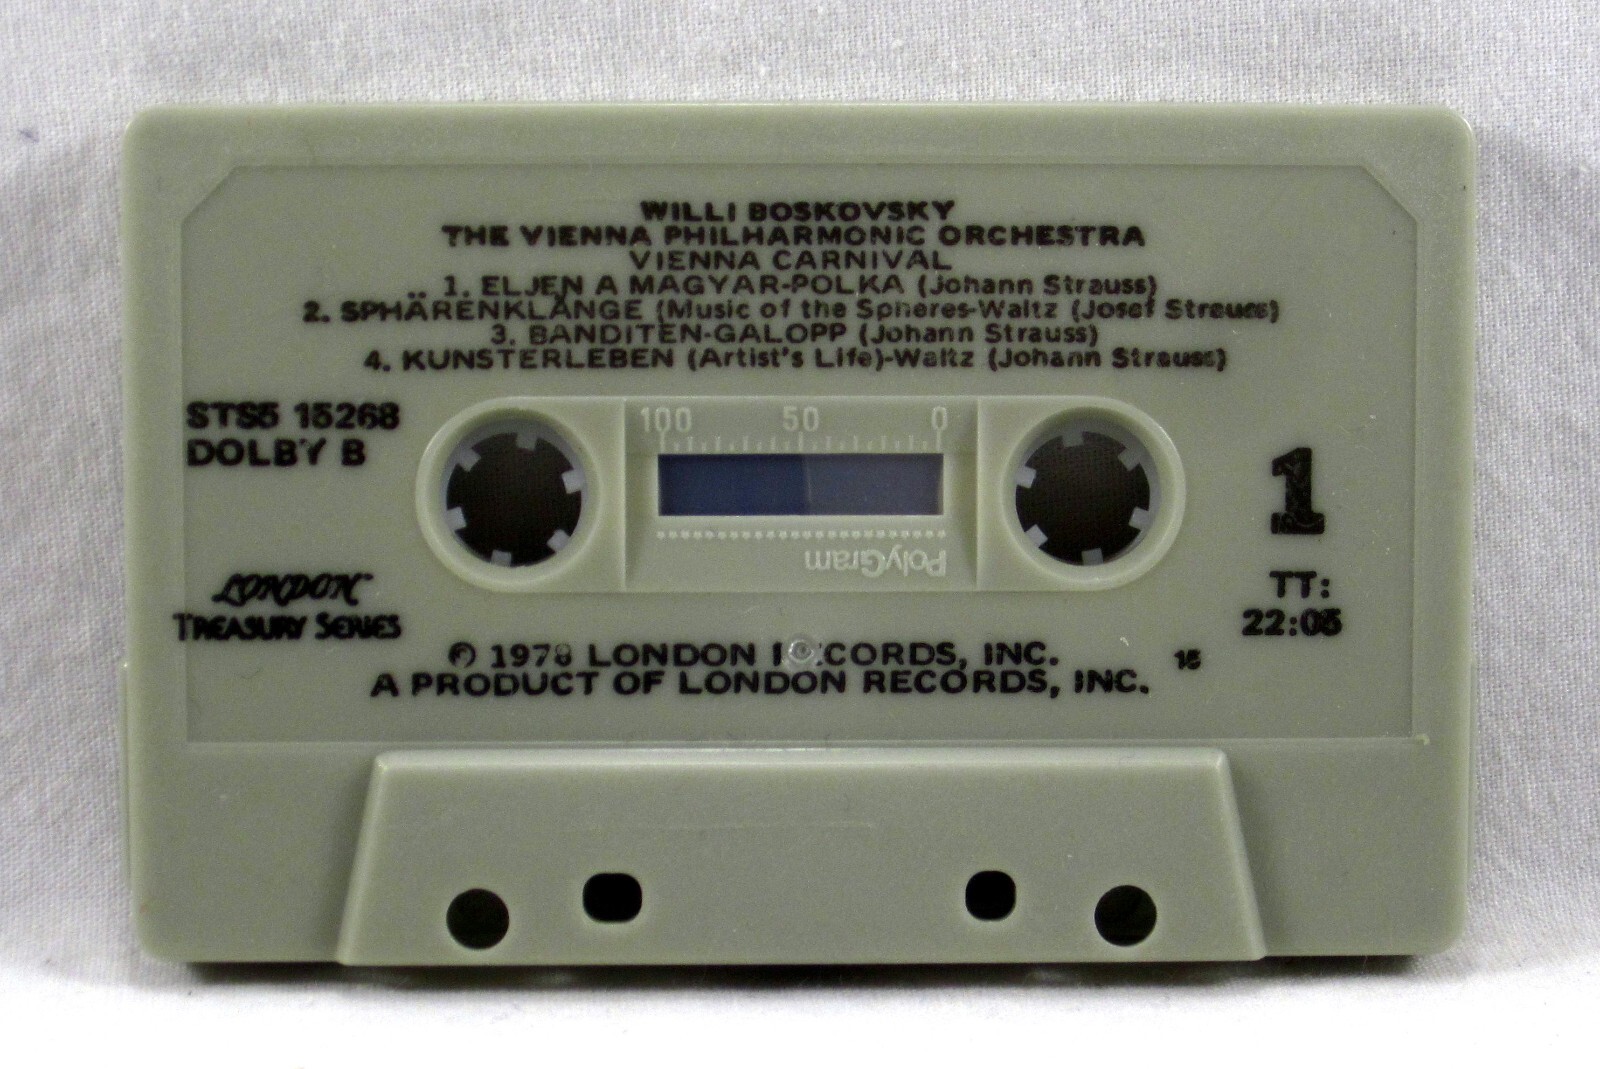 WILLI BOSKOVSKY
THE VIENNA PHILHARMONIC ORCHESTRA
VIENNA CARNIVAL
1. ELJEN A MAGYAR-POLKA (Johann Strauss)
2. SPHÄRENKLÄNGE (Music of the Spheres-Waltz (Josef Strauss)
3. BANDITEN-GALOPP (Johann Strauss)
4. KUNSTERLEBEN (Artist's Life)-Waltz (Johann Strauss)
STS5 15268
DOLBY B
100 50 0
PolyGram
1
TT:
22:05
LONDON
TREASURY SERIES
℗ 1978 LONDON RECORDS, INC.
15
A PRODUCT OF LONDON RECORDS, INC.